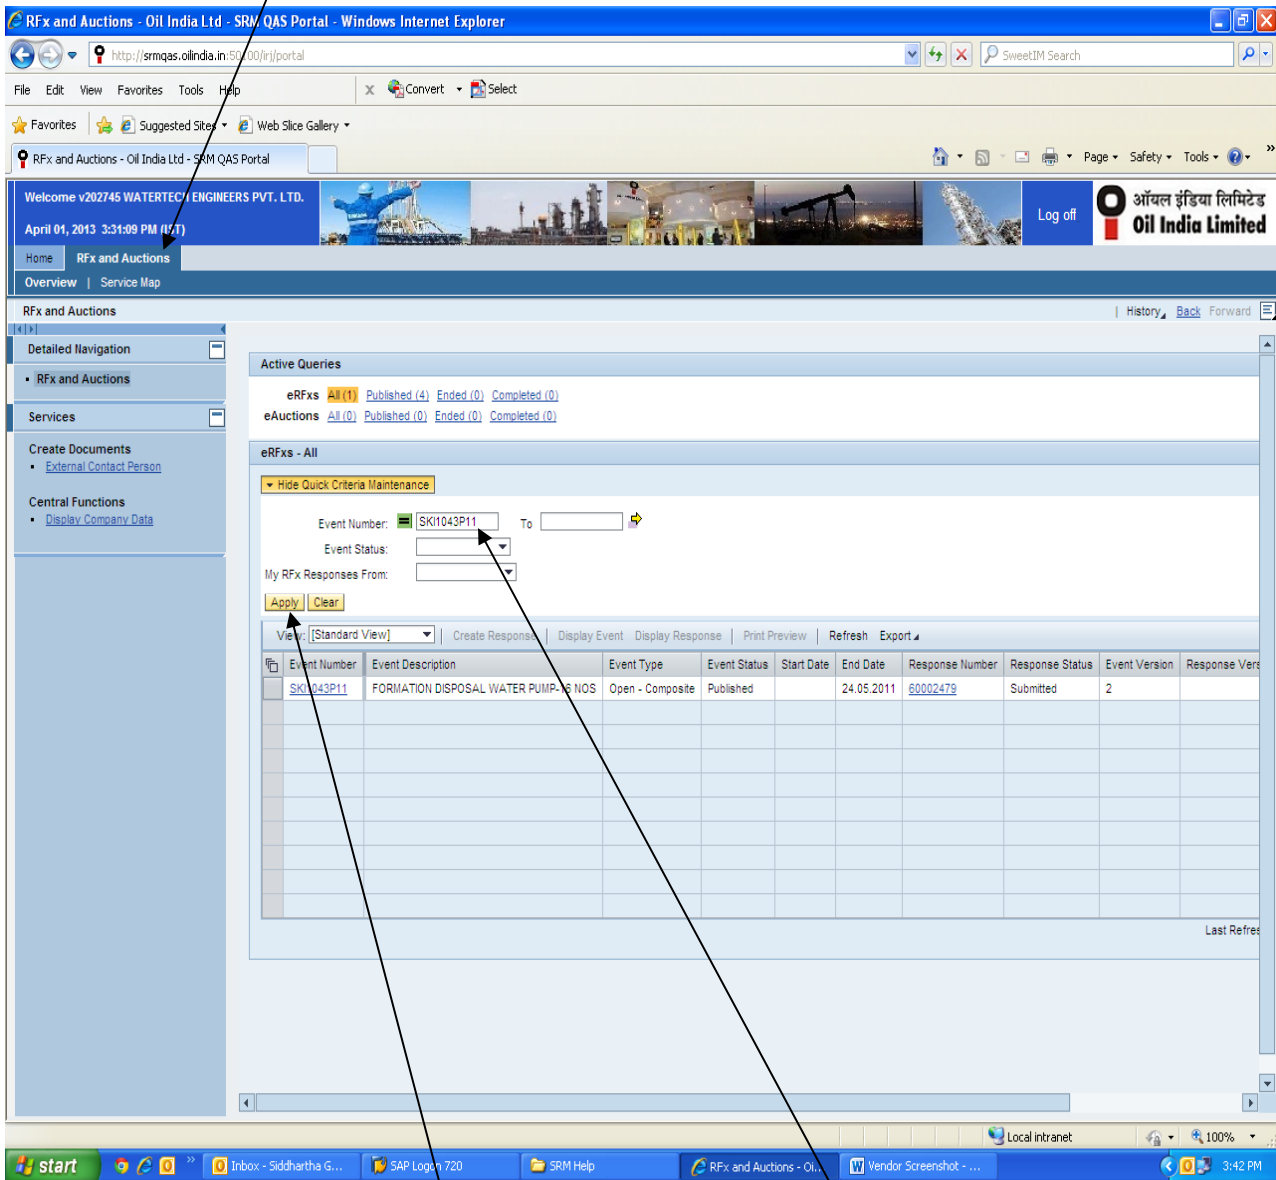 RFx and Auctions - Oil India Ltd - SRM QAS Portal - Windows Internet Explorer
http://srmqas.oilindia.in:50100/irj/portal
SweetIM Search
File Edit View Favorites Tools Help
x Convert Select
Favorites Suggested Sites Web Slice Gallery
RFx and Auctions - Oil India Ltd - SRM QAS Portal
Page Safety Tools »
Welcome v202745 WATERTECH ENGINEERS PVT. LTD.
April 01, 2013 3:31:09 PM (IST)
Log off
ऑयल इंडिया लिमिटेड
Oil India Limited
Home RFx and Auctions
Overview | Service Map
RFx and Auctions
| History Back Forward
Detailed Navigation
RFx and Auctions
Services
Create Documents
External Contact Person
Central Functions
Display Company Data
Active Queries
eRFxs All (1) Published (4) Ended (0) Completed (0)
eAuctions All (0) Published (0) Ended (0) Completed (0)
eRFxs - All
Hide Quick Criteria Maintenance
Event Number: SKI1043P11 To
Event Status:
My RFx Responses From:
Apply Clear
View: [Standard View] | Create Response | Display Event Display Response | Print Preview | Refresh Export
Event Number Event Description Event Type Event Status Start Date End Date Response Number Response Status Event Version Response Vers
SKI1043P11 FORMATION DISPOSAL WATER PUMP-16 NOS Open - Composite Published 24.05.2011 60002479 Submitted 2
Last Refres
Local intranet 100%
start » Inbox - Siddhartha G... SAP Logon 720 SRM Help RFx and Auctions - Oi... Vendor Screenshot - ... 3:42 PM